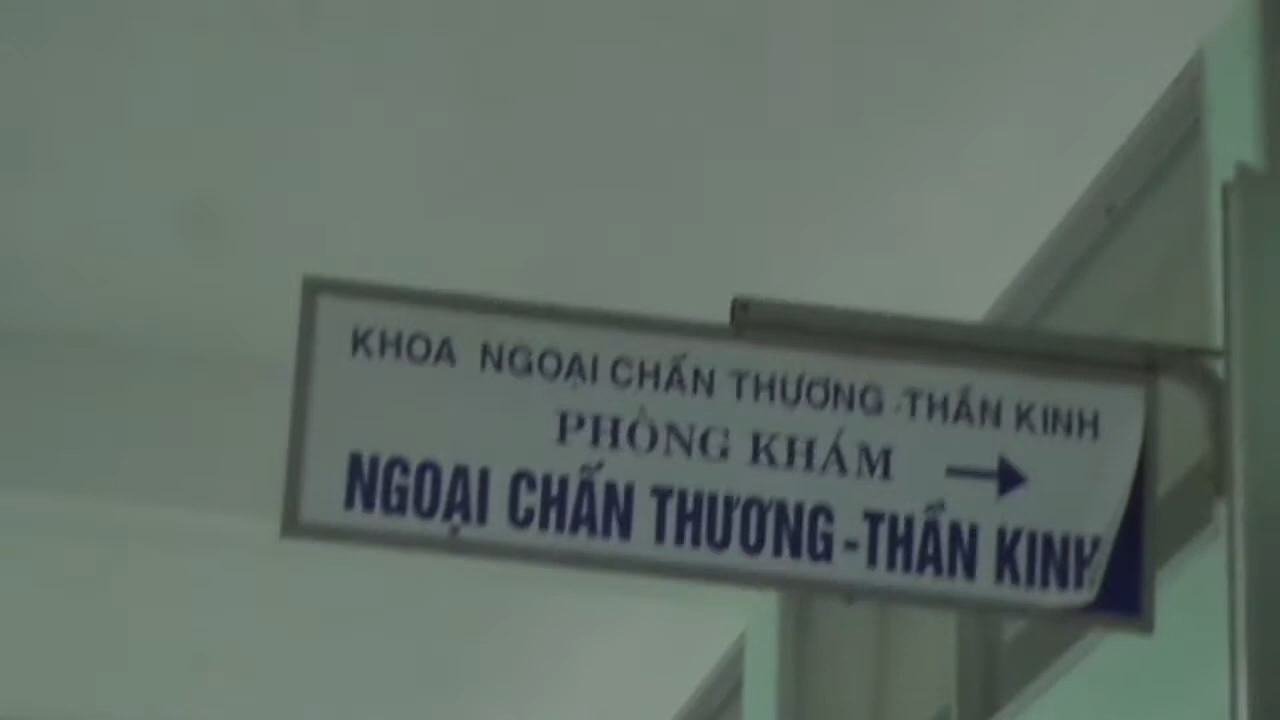 KHOA NGOẠI CHẤN THƯƠNG - THẦN KINH
PHÒNG KHÁM
NGOẠI CHẤN THƯƠNG - THẦN KINH